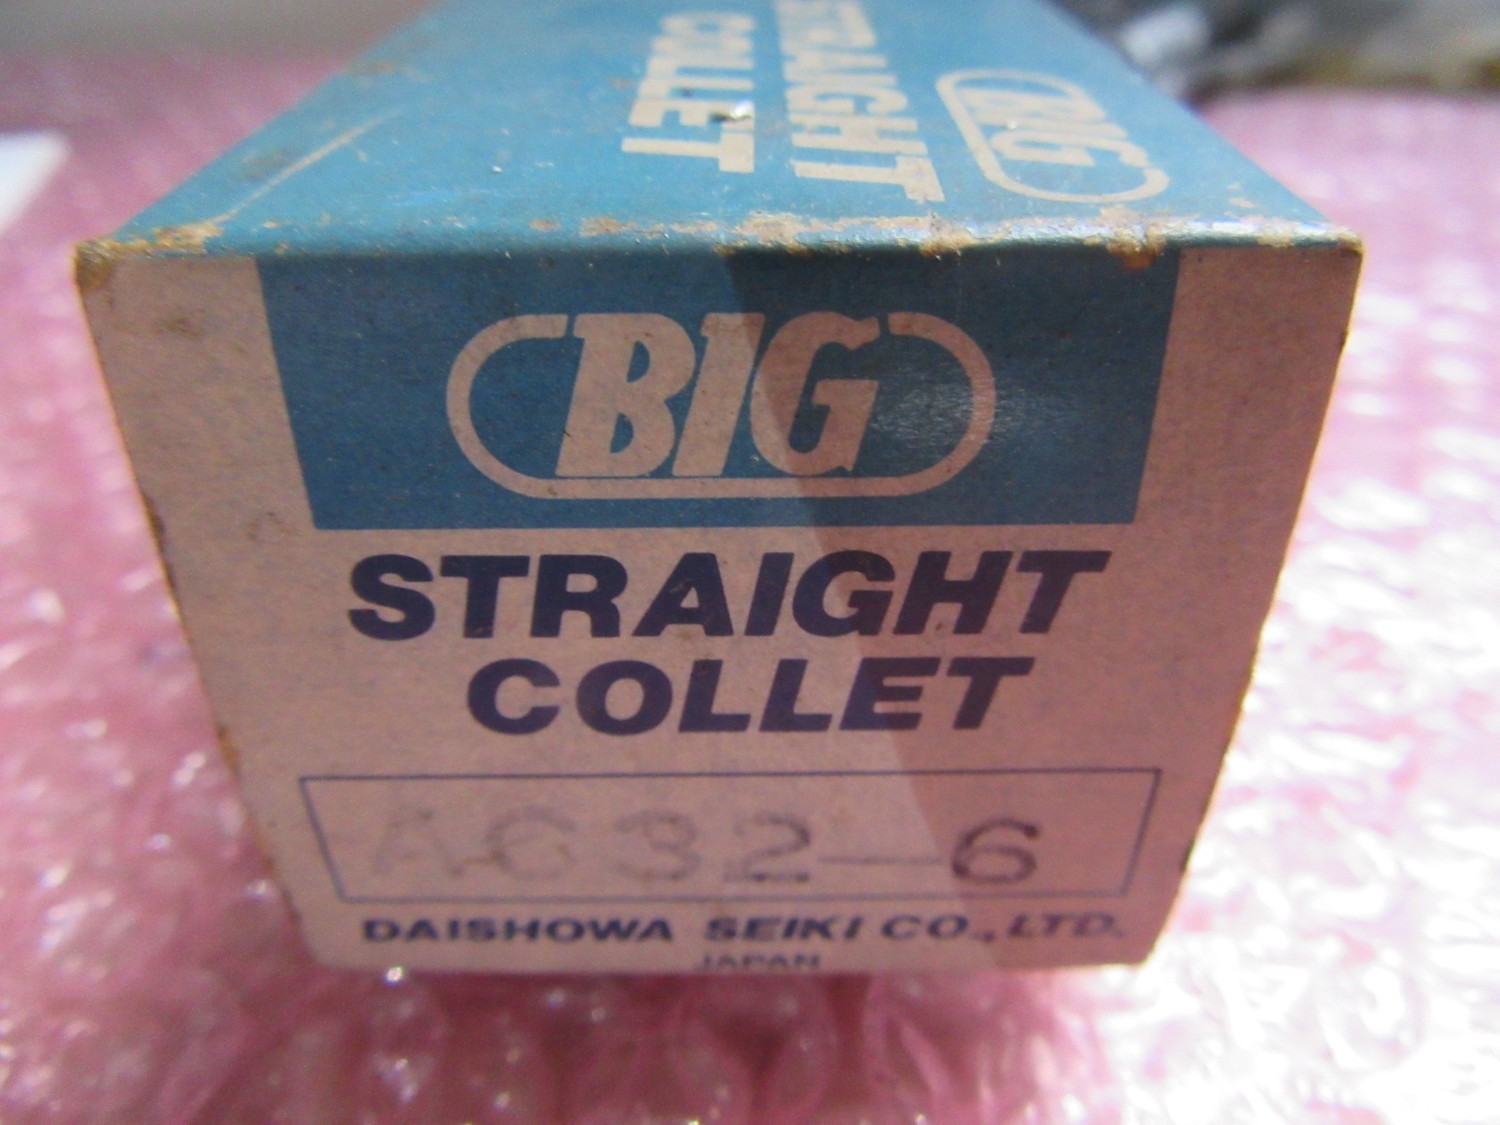 STRAIGHT
COLLET
BIG
BIG
STRAIGHT
COLLET
AC32-6
DAISHOWA SEIKI CO., LTD.
JAPAN